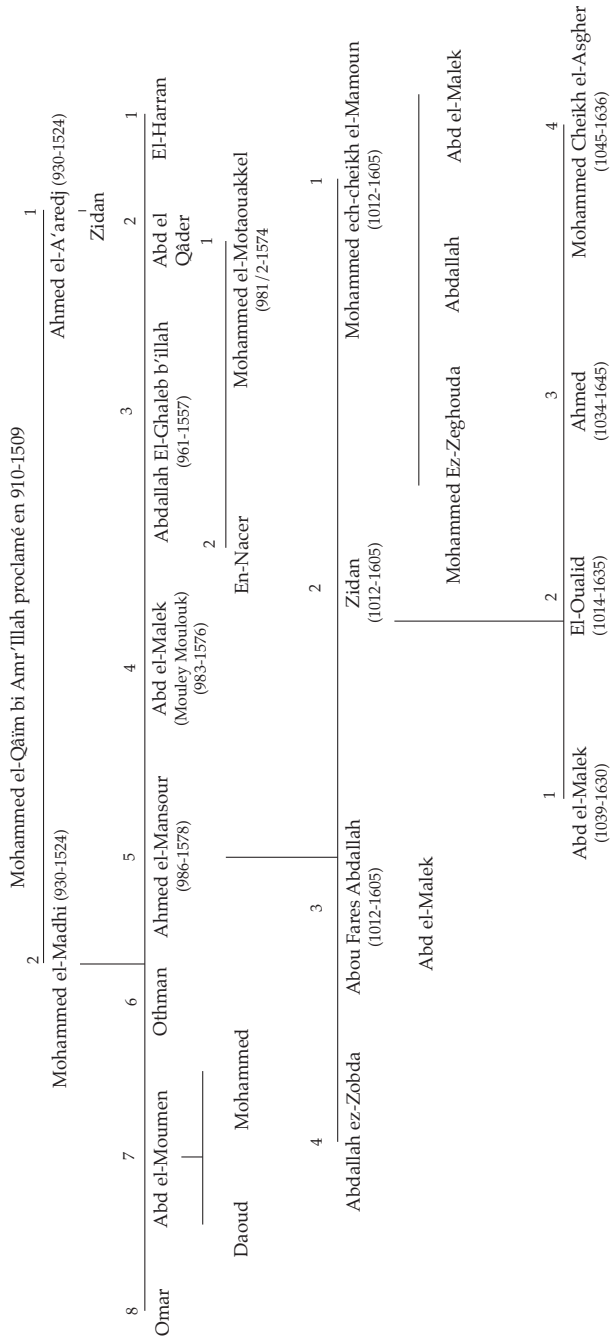 Mohammed el-Qâïm bi Amr'Illah proclamé en 910-1509
2 1
Mohammed el-Madhi (930-1524) Ahmed el-A'aredj (930-1524)
Zidan
8 7 6 5 4 3 2 1
Omar Abd el-Moumen Othman Ahmed el-Mansour Abd el-Malek Abdallah El-Ghaleb b'illah Abd el El-Harran
(986-1578) (Mouley Moulouk) (961-1557) Qâder
(983-1576)
2 1
Daoud Mohammed En-Nacer Mohammed el-Motaouakkel
(981/2-1574
4 3 2 1
Abdallah ez-Zobda Abou Fares Abdallah Zidan Mohammed ech-cheikh el-Mamoun
(1012-1605) (1012-1605) (1012-1605)
Abd el-Malek Mohammed Ez-Zeghouda Abdallah Abd el-Malek
1 2 3 4
Abd el-Malek El-Oualid Ahmed Mohammed Cheikh el-Asgher
(1039-1630) (1014-1635) (1034-1645) (1045-1636)